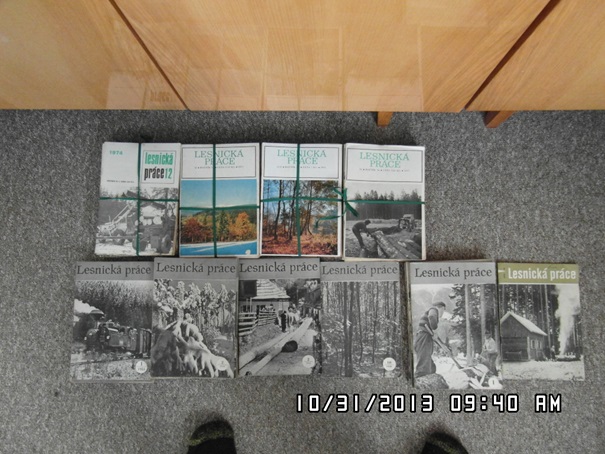 1974
lesnická
práce 12
LESNICKÁ
PRÁCE
LESNICKÁ
PRÁCE
LESNICKÁ
PRÁCE
Lesnická práce
Lesnická práce
Lesnická práce
Lesnická práce
Lesnická práce
Lesnická práce
10/31/2013 09:40 AM